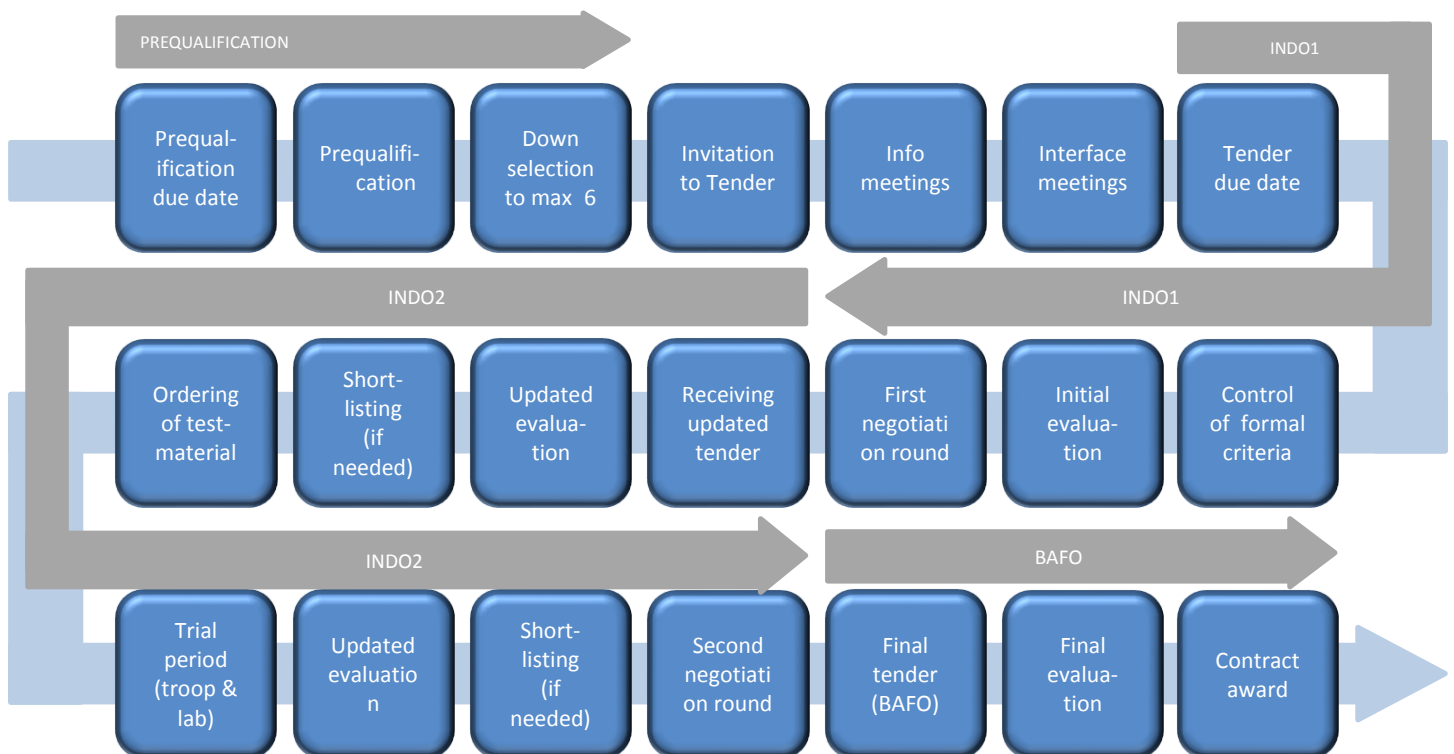 PREQUALIFICATION
INDO1
Prequal-
ification
due date
Prequalifi-
cation
Down
selection
to max 6
Invitation
to Tender
Info
meetings
Interface
meetings
Tender
due date
INDO2
INDO1
Ordering
of test-
material
Short-
listing
(if
needed)
Updated
evalua-
tion
Receiving
updated
tender
First
negotiati
on round
Initial
evalua-
tion
Control
of formal
criteria
INDO2
BAFO
Trial
period
(troop &
lab)
Updated
evaluatio
n
Short-
listing
(if
needed)
Second
negotiati
on round
Final
tender
(BAFO)
Final
evalua-
tion
Contract
award